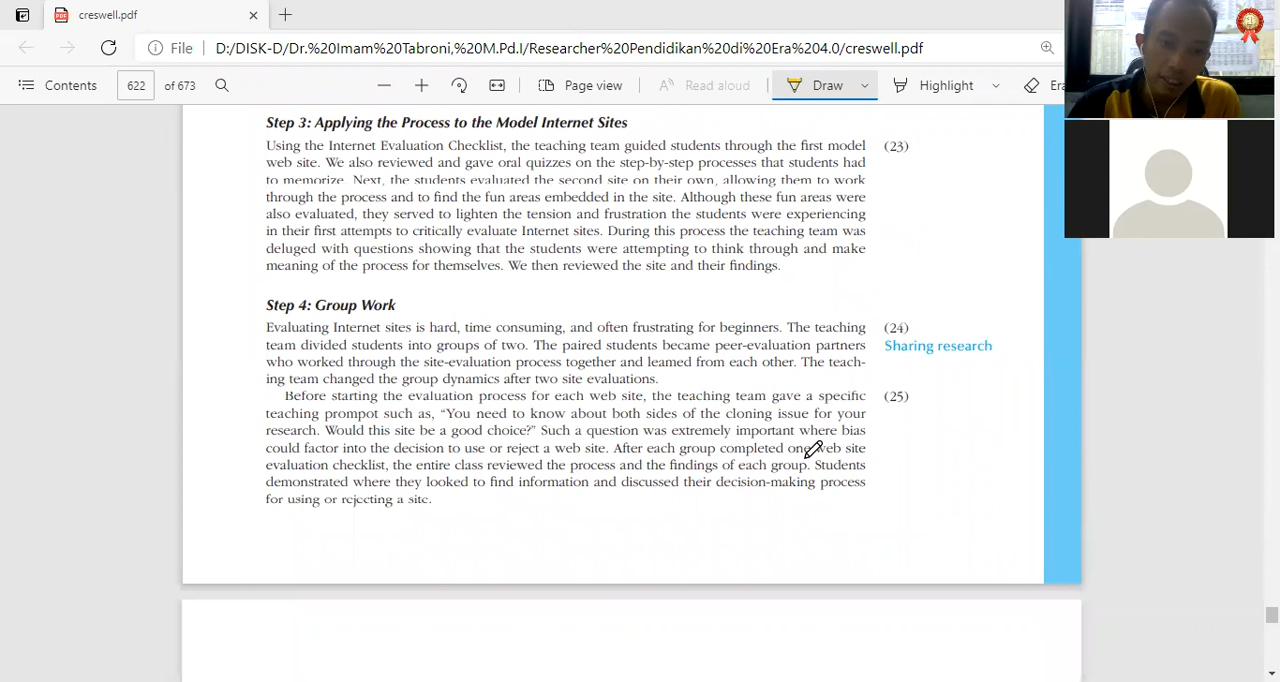 creswell.pdf
File
D:/DISK-D/Dr.%20Imam%20Tabroni,%20M.Pd.I/Researcher%20Pendidikan%20di%20Era%204.0/creswell.pdf
Contents
622 of 673
Page view
Read aloud
Draw
Highlight
Era
Step 3: Applying the Process to the Model Internet Sites
Using the Internet Evaluation Checklist, the teaching team guided students through the first model (23)
web site. We also reviewed and gave oral quizzes on the step-by-step processes that students had
to memorize. Next, the students evaluated the second site on their own, allowing them to work
through the process and to find the fun areas embedded in the site. Although these fun areas were
also evaluated, they served to lighten the tension and frustration the students were experiencing
in their first attempts to critically evaluate Internet sites. During this process the teaching team was
deluged with questions showing that the students were attempting to think through and make
meaning of the process for themselves. We then reviewed the site and their findings.
Step 4: Group Work
Evaluating Internet sites is hard, time consuming, and often frustrating for beginners. The teaching (24)
team divided students into groups of two. The paired students became peer-evaluation partners Sharing research
who worked through the site-evaluation process together and leamed from each other. The teach-
ing team changed the group dynamics after two site evaluations.
Before starting the evaluation process for each web site, the teaching team gave a specific (25)
teaching prompot such as, “You need to know about both sides of the cloning issue for your
research. Would this site be a good choice?” Such a question was extremely important where bias
could factor into the decision to use or reject a web site. After each group completed one web site
evaluation checklist, the entire class reviewed the process and the findings of each group. Students
demonstrated where they looked to find information and discussed their decision-making process
for using or rejecting a site.